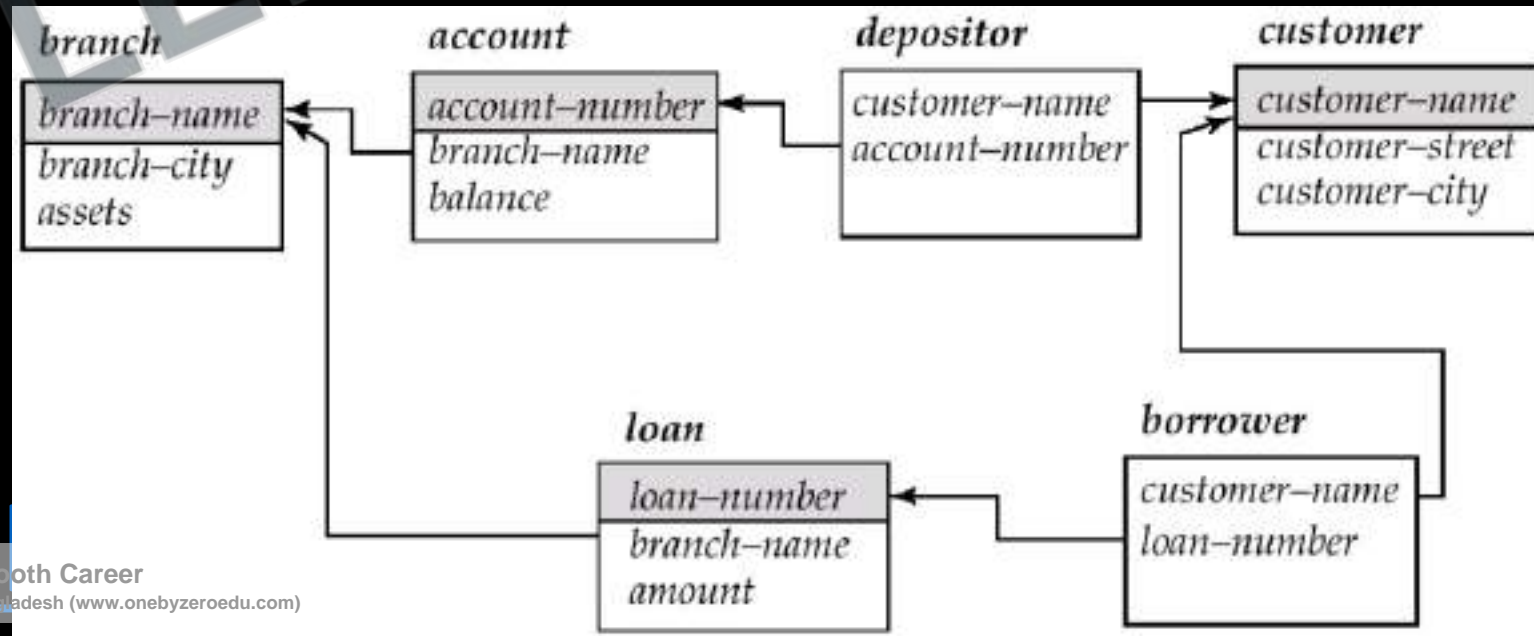 branch
branch–name
branch–city
assets
account
account–number
branch–name
balance
depositor
customer–name
account–number
customer
customer–name
customer–street
customer–city
loan
loan–number
branch–name
amount
borrower
customer–name
loan–number
Career
(www.onebyzeroedu.com)